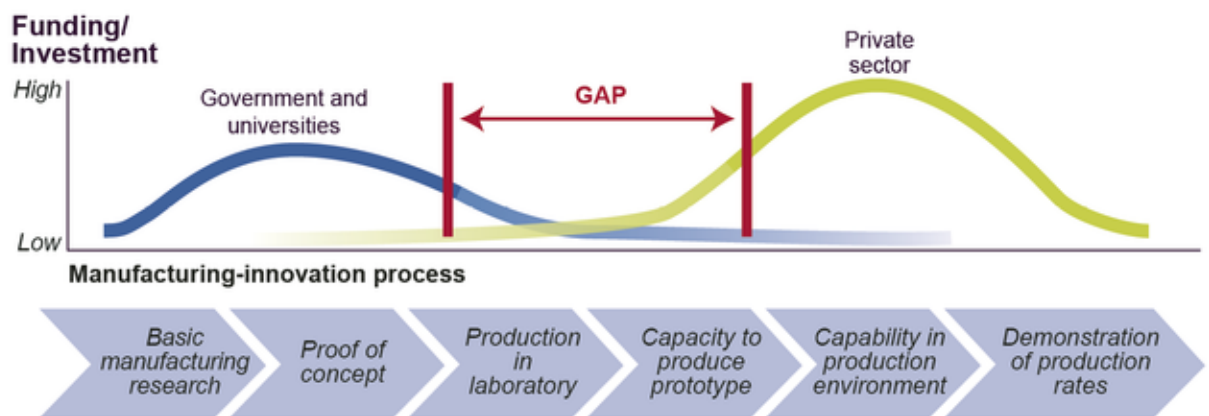 Funding/
Investment
High
Government and
universities
GAP
Private
sector
Low
Manufacturing-innovation process
Basic
manufacturing
research
Proof of
concept
Production
in
laboratory
Capacity to
produce
prototype
Capability in
production
environment
Demonstration
of production
rates